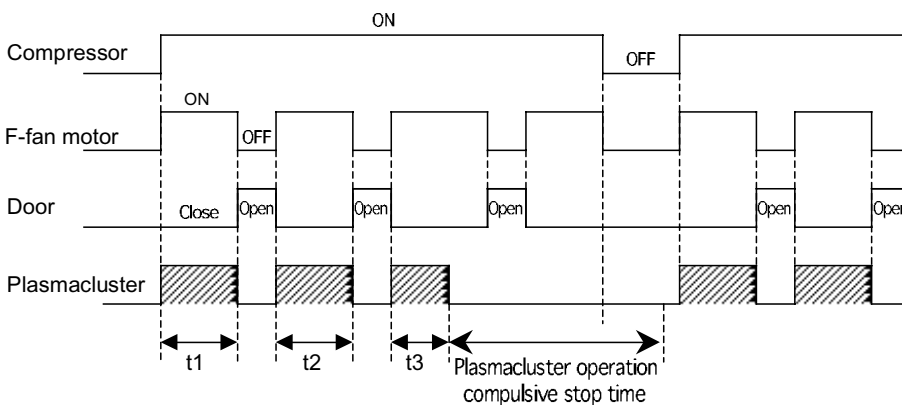 ON
Compressor
OFF
ON
F-fan motor
OFF
Door
Close
Open
Open
Open
Open
Open
Plasmacluster
t1
t2
t3
Plasmacluster operation
compulsive stop time